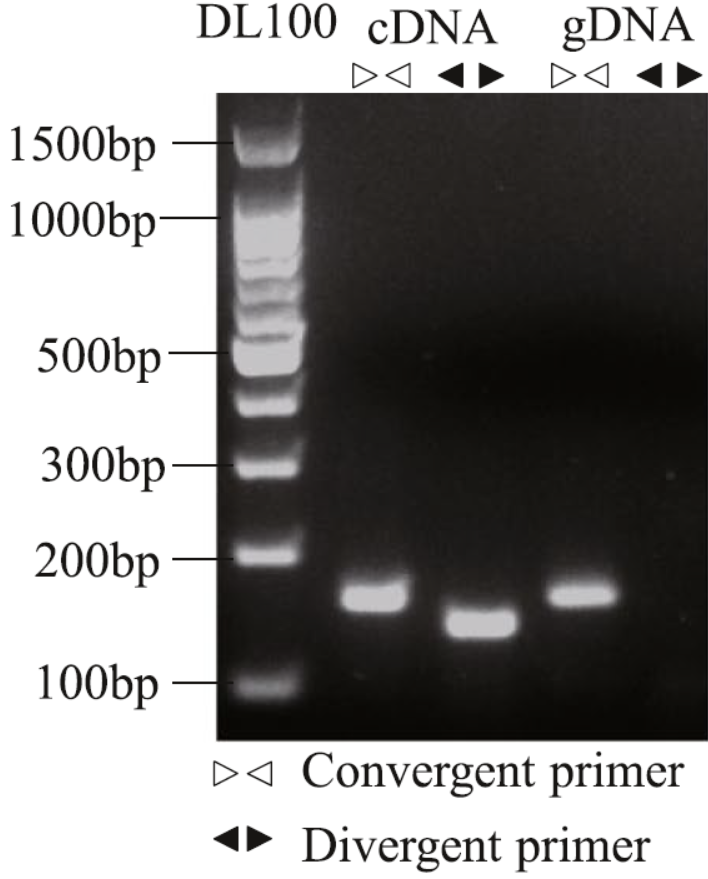 DL100 cDNA gDNA
1500bp
1000bp
500bp
300bp
200bp
100bp
Convergent primer
Divergent primer